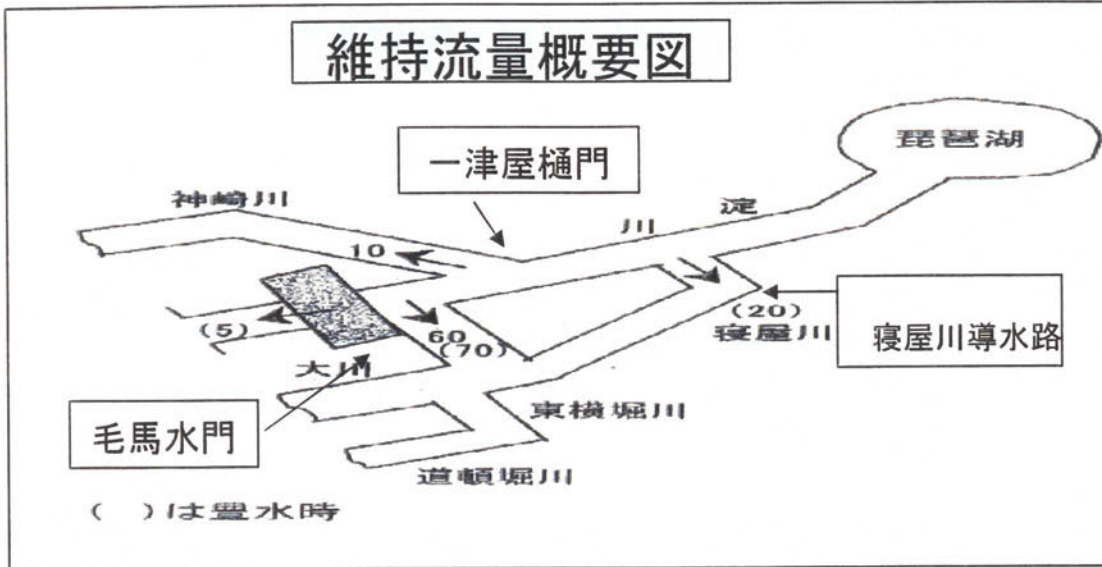 維持流量概要図
琵琶湖
一津屋樋門
神崎川
淀
川
10
(5)
60
(70)
(20)
寝屋川
寝屋川導水路
大川
毛馬水門
東横堀川
道頓堀川
( )は豊水時